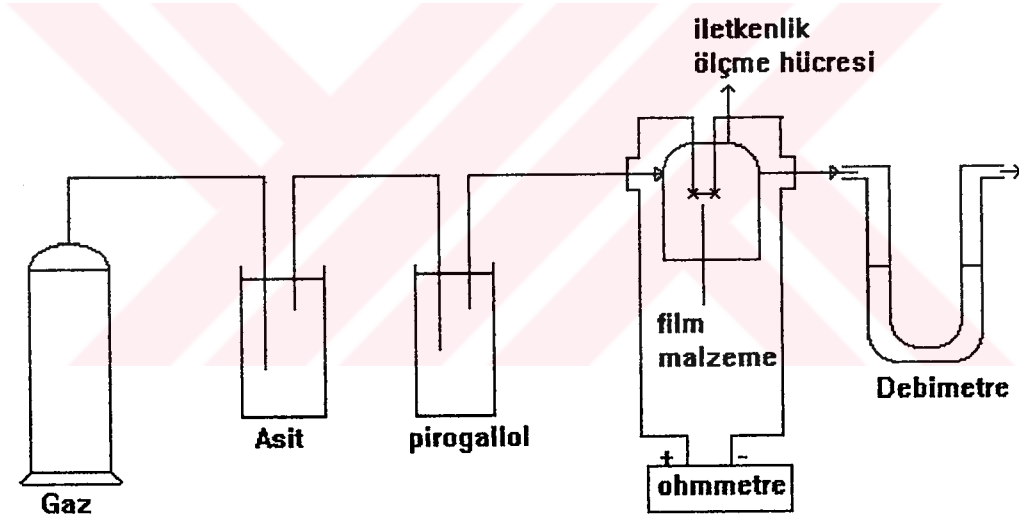 iletkenlik
ölçme hücresi
film
malzeme
Debimetre
Asit
pirogallol
+ -
ohmmetre
Gaz